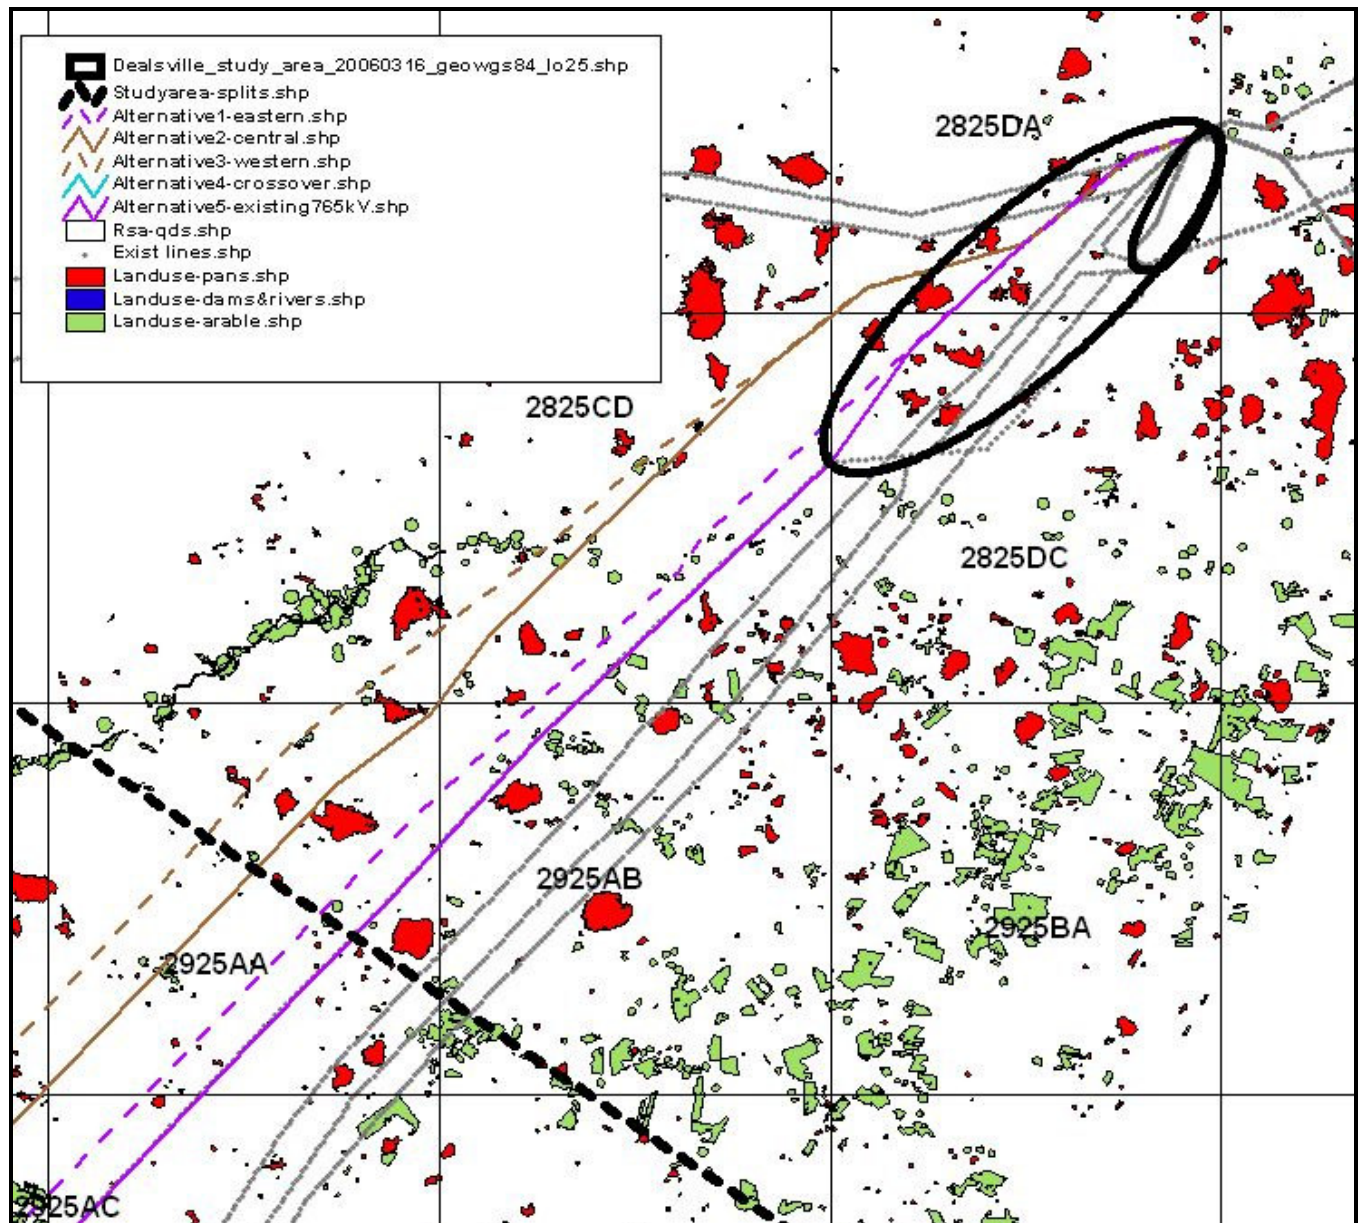 Dealsville_study_area_20060316_geowgs84_lo25.shp
Studyarea-splits.shp
Alternative1-eastern.shp
Alternative2-central.shp
Alternative3-western.shp
Alternative4-crossover.shp
Alternative5-existing765kV.shp
Rsa-qds.shp
Exist lines.shp
Landuse-pans.shp
Landuse-dams&rivers.shp
Landuse-arable.shp
2825DA
2825CD
2825DC
2925AB
2925BA
2925AA
2925AC